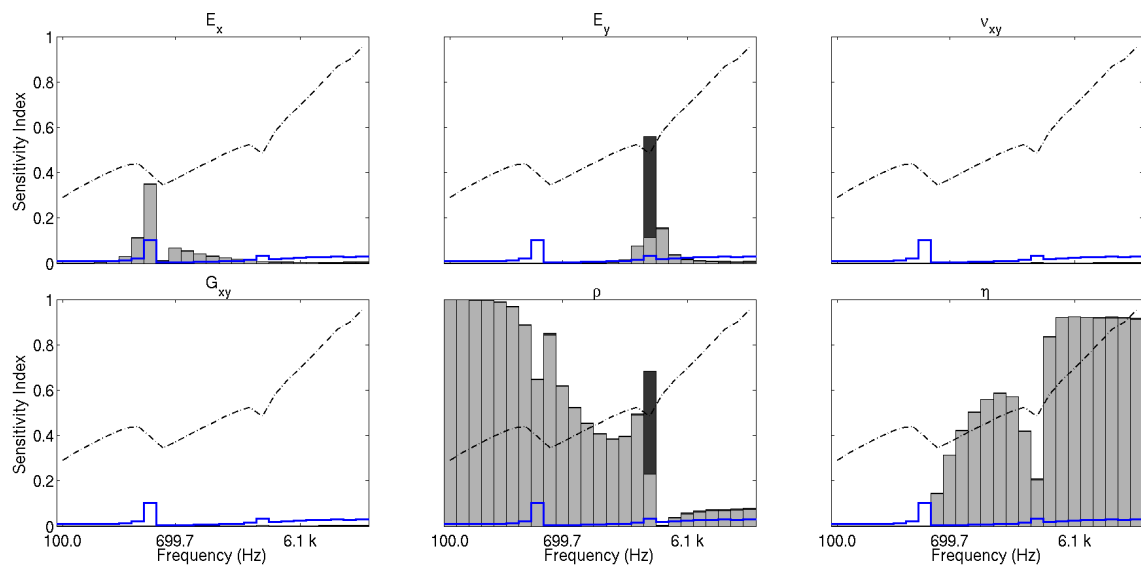 E_x E_y ν_xy
1
0.8
0.6
0.4
0.2
0
Sensitivity Index
G_xy ρ η
1
0.8
0.6
0.4
0.2
0
Sensitivity Index
100.0 699.7 6.1 k 100.0 699.7 6.1 k 100.0 699.7 6.1 k
Frequency (Hz) Frequency (Hz) Frequency (Hz)